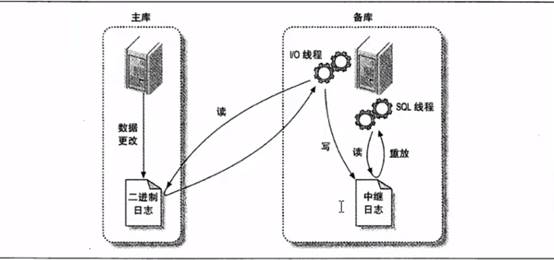 主库
备库
I/O 线程
SQL 线程
读
数据
更改
写
读
重放
二进制
日志
中继
日志